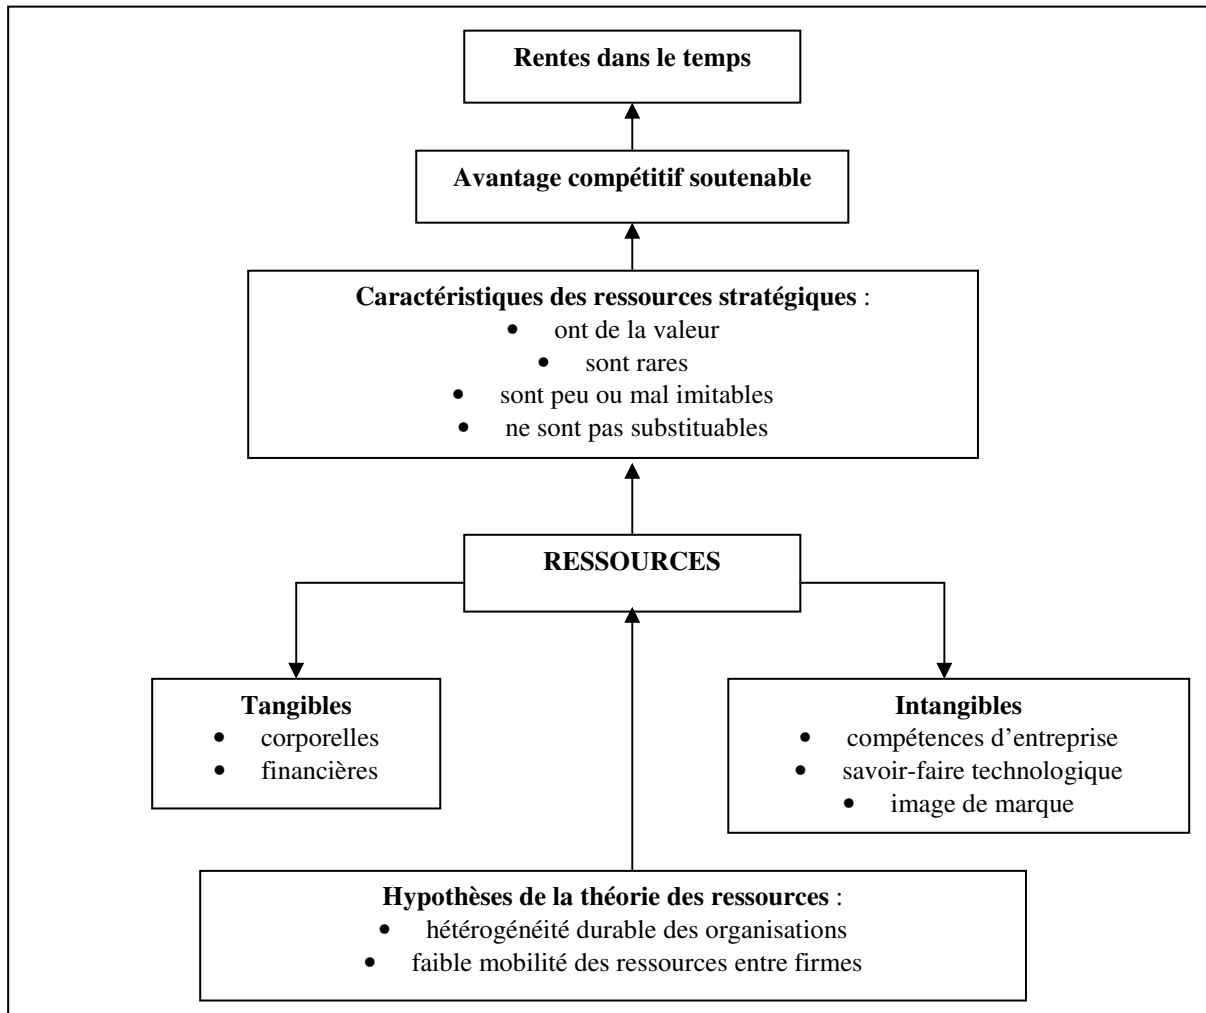 Rentes dans le temps
Avantage compétitif soutenable
Caractéristiques des ressources stratégiques :
• ont de la valeur
• sont rares
• sont peu ou mal imitables
• ne sont pas substituables
RESSOURCES
Tangibles
• corporelles
• financières
Intangibles
• compétences d’entreprise
• savoir-faire technologique
• image de marque
Hypothèses de la théorie des ressources :
• hétérogénéité durable des organisations
• faible mobilité des ressources entre firmes